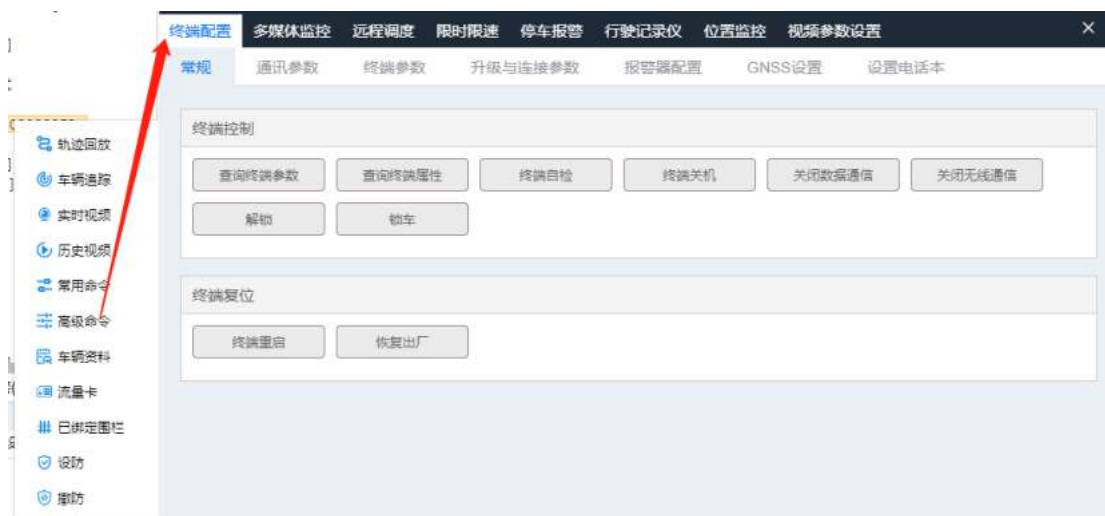 终端配置 多媒体监控 远程调度 限时限速 停车报警 行驶记录仪 位置监控 视频参数设置 ×
常规 通讯参数 终端参数 升级与连接参数 报警器配置 GNSS设置 设置电话本
轨迹回放
车辆追踪
实时视频
历史视频
常用命令
高级命令
车辆资料
流量卡
已绑定围栏
设防
撤防
终端控制
查询终端参数 查询终端属性 终端自检 终端关机 关闭数据通信 关闭无线通信
解锁 锁车
终端复位
终端重启 恢复出厂